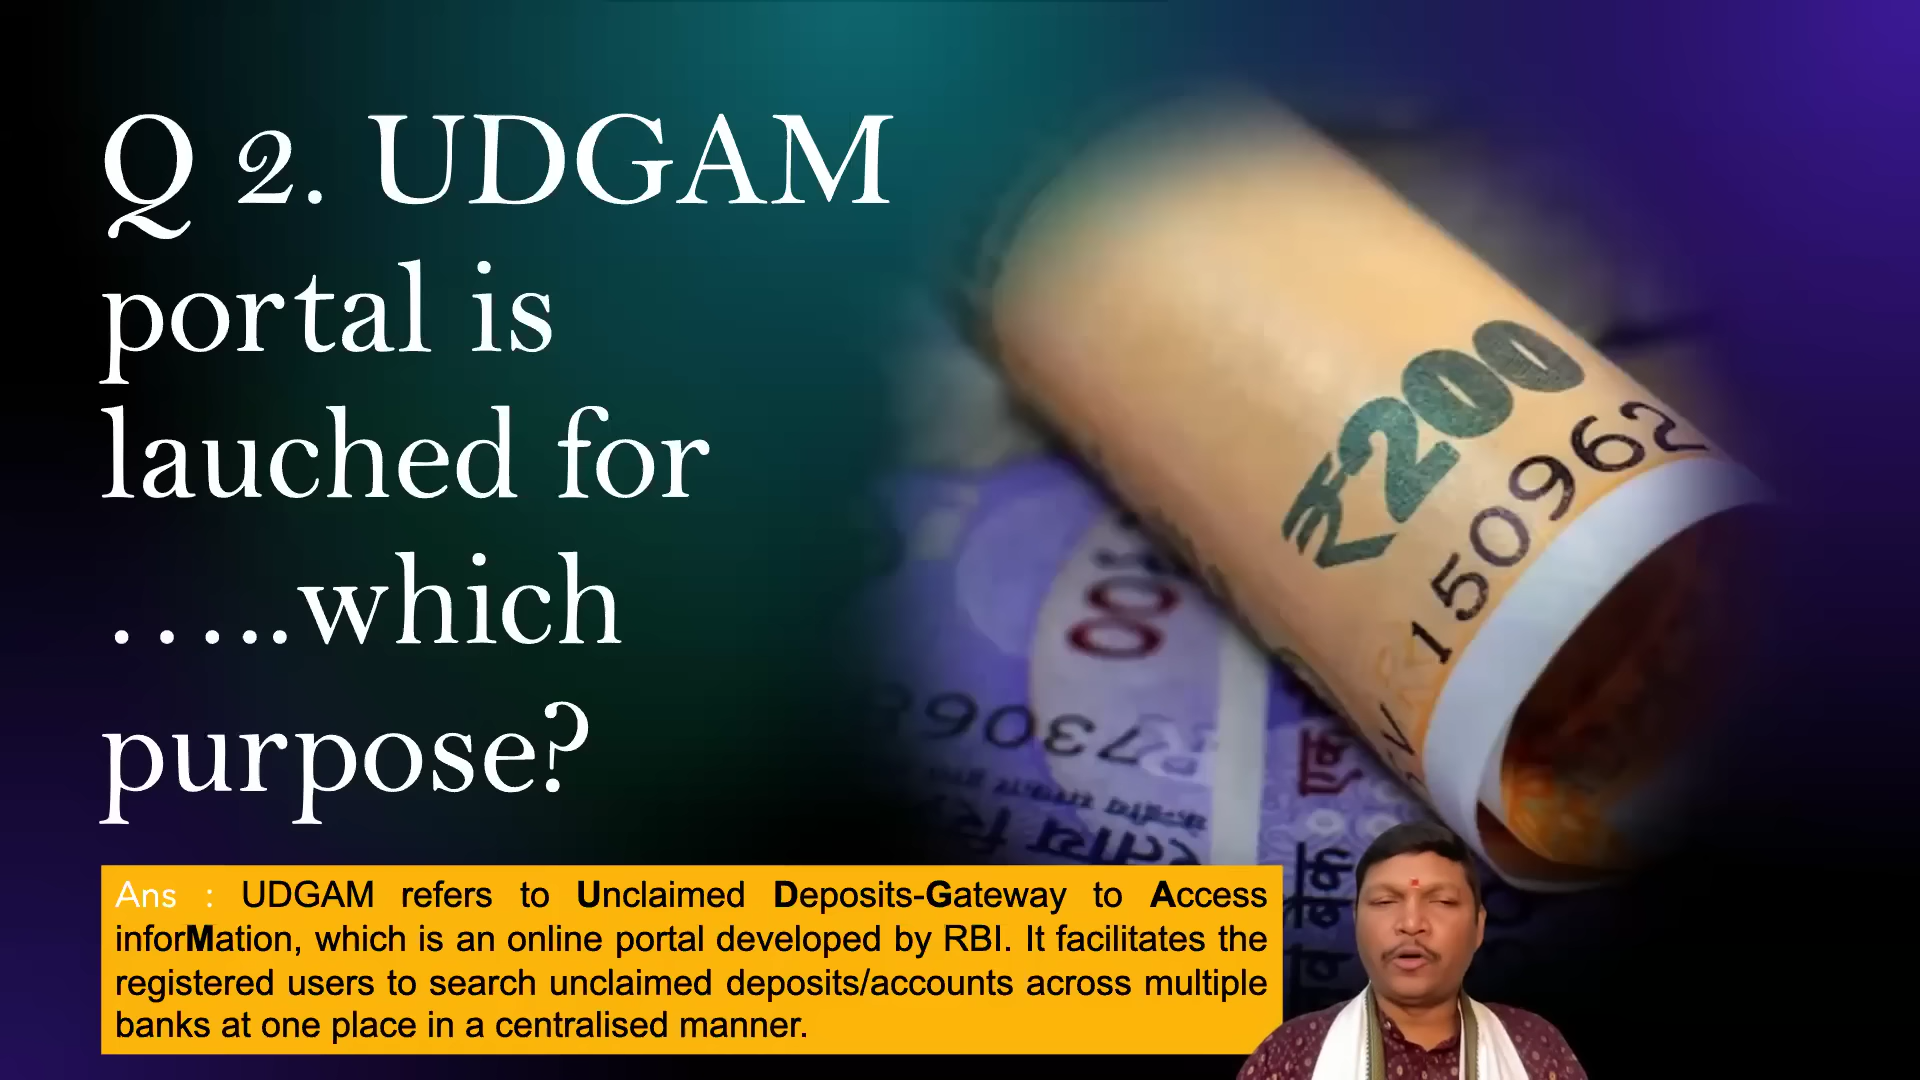 Q 2. UDGAM
portal is
lauched for
…..which
purpose?
₹200
150962
100
73068
Ans : UDGAM refers to Unclaimed Deposits-Gateway to Access
inforMation, which is an online portal developed by RBI. It facilitates the
registered users to search unclaimed deposits/accounts across multiple
banks at one place in a centralised manner.